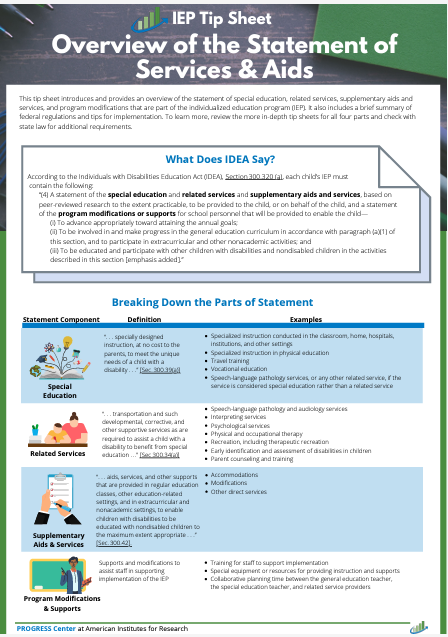 IEP Tip Sheet
Overview of the Statement of
Services & Aids
This tip sheet introduces and provides an overview of the statement of special education, related services, supplementary aids and
services, and program modifications that are part of the individualized education program (IEP). It also includes a brief summary of
federal regulations and tips for implementation. To learn more, review the more in-depth tip sheets for all four parts and check with
state law for additional requirements.
What Does IDEA Say?
According to the Individuals with Disabilities Education Act (IDEA), Section 300.320 (a), each child's IEP must
contain the following:
"(4) A statement of the special education and related services and supplementary aids and services, based on
peer-reviewed research to the extent practicable, to be provided to the child, or on behalf of the child, and a statement
of the program modifications or supports for school personnel that will be provided to enable the child—
(i) To advance appropriately toward attaining the annual goals;
(ii) To be involved in and make progress in the general education curriculum in accordance with paragraph (a)(1) of
this section, and to participate in extracurricular and other nonacademic activities; and
(iii) To be educated and participate with other children with disabilities and nondisabled children in the activities
described in this section [emphasis added]."
Breaking Down the Parts of Statement
Statement Component Definition Examples
". . . specially designed
instruction, at no cost to the
parents, to meet the unique
needs of a child with a
disability . . ." [Sec.300.39(a)]
Special
Education
• Specialized instruction conducted in the classroom, home, hospitals,
institutions, and other settings
• Specialized instruction in physical education
• Travel training
• Vocational education
• Speech-language pathology services, or any other related service, if the
service is considered special education rather than a related service
Related Services
". . . transportation and such
developmental, corrective, and
other supportive services as are
required to assist a child with a
disability to benefit from special
education . . ." [Sec.300.34(a)]
• Speech-language pathology and audiology services
• Interpreting services
• Psychological services
• Physical and occupational therapy
• Recreation, including therapeutic recreation
• Early identification and assessment of disabilities in children
• Parent counseling and training
Supplementary
Aids & Services
". . . aids, services, and other supports
that are provided in regular education
classes, other education-related
settings, and in extracurricular and
nonacademic settings, to enable
children with disabilities to be
educated with nondisabled children to
the maximum extent appropriate . . ."
[Sec.300.42].
• Accommodations
• Modifications
• Other direct services
Program Modifications
& Supports
Supports and modifications to
assist staff in supporting
implementation of the IEP
• Training for staff to support implementation
• Special equipment or resources for providing instruction and supports
• Collaborative planning time between the general education teacher,
the special education teacher, and related service providers
PROGRESS Center at American Institutes for Research